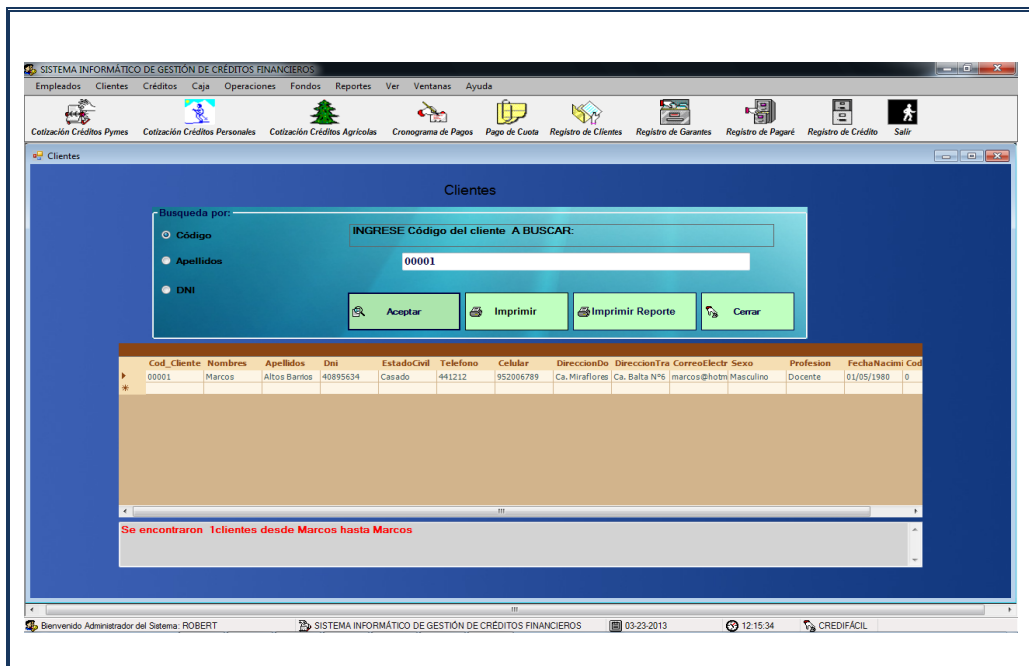 SISTEMA INFORMÁTICO DE GESTIÓN DE CRÉDITOS FINANCIEROS
Empleados Clientes Créditos Caja Operaciones Fondos Reportes Ver Ventanas Ayuda
Cotización Créditos Pymes Cotización Créditos Personales Cotización Créditos Agrícolas Cronograma de Pagos Pago de Cuota Registro de Clientes Registro de Garantes Registro de Pagaré Registro de Crédito Salir
Clientes
Clientes
Busqueda por:
Código INGRESE Código del cliente A BUSCAR:
Apellidos 00001
DNI
Aceptar Imprimir Imprimir Reporte Cerrar
Cod_Cliente Nombres Apellidos Dni EstadoCivil Telefono Celular DireccionDo DireccionTra CorreoElectr Sexo Profesion FechaNacimi Cod
00001 Marcos Altos Barrios 40895634 Casado 441212 952006789 Ca. Miraflores Ca. Balta Nº6 marcos@hotm Masculino Docente 01/05/1980 0
Se encontraron 1clientes desde Marcos hasta Marcos
Bienvenido Administrador del Sistema: ROBERT SISTEMA INFORMÁTICO DE GESTIÓN DE CRÉDITOS FINANCIEROS 03-23-2013 12:15:34 CREDIFÁCIL